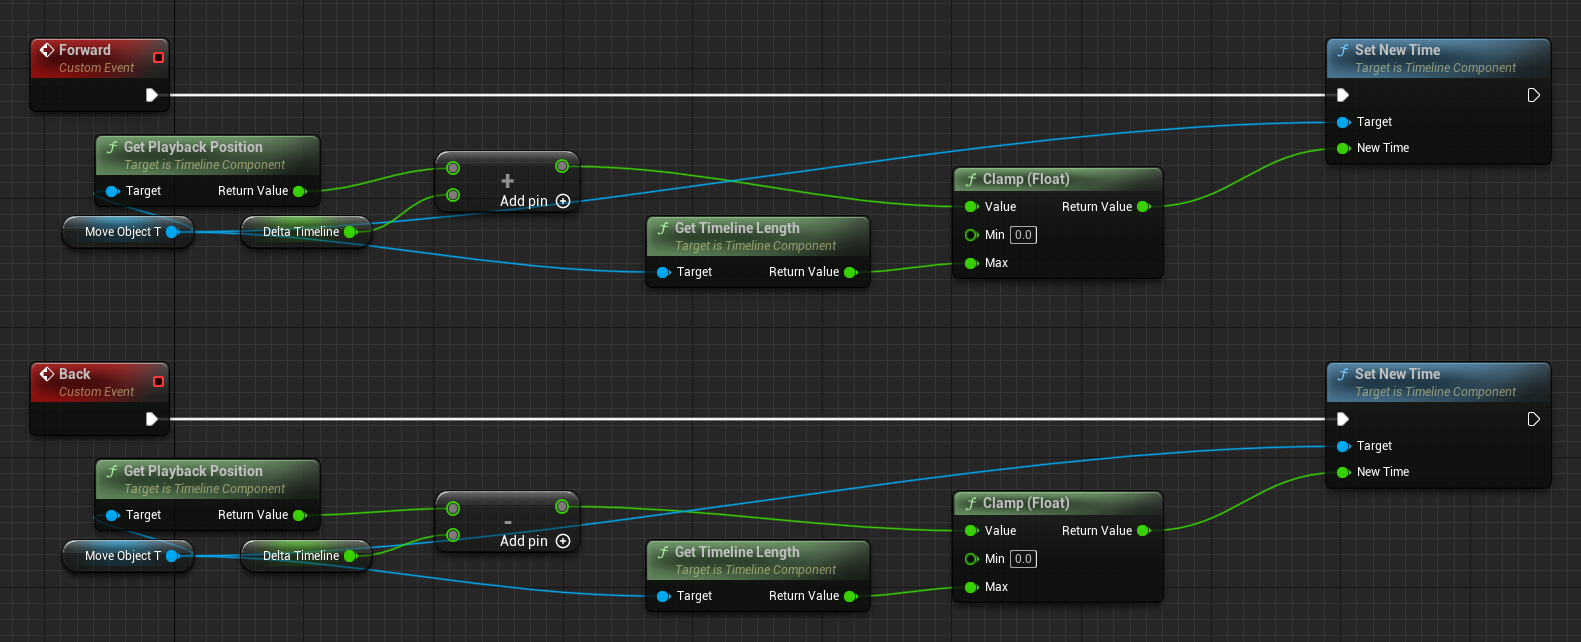 Forward
Custom Event
Set New Time
Target is Timeline Component
Target
New Time
Get Playback Position
Target is Timeline Component
Target Return Value
+
Add pin
Move Object T
Delta Timeline
Clamp (Float)
Value Return Value
Min 0.0
Max
Get Timeline Length
Target is Timeline Component
Target Return Value
Back
Custom Event
Set New Time
Target is Timeline Component
Target
New Time
Get Playback Position
Target is Timeline Component
Target Return Value
-
Add pin
Move Object T
Delta Timeline
Clamp (Float)
Value Return Value
Min 0.0
Max
Get Timeline Length
Target is Timeline Component
Target Return Value